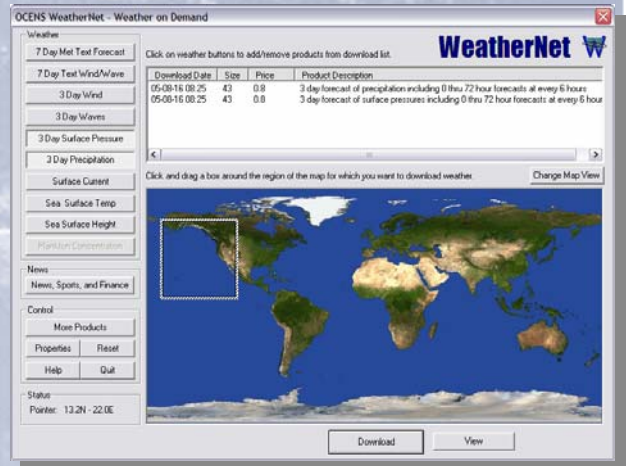 OCENS WeatherNet - Weather on Demand
Weather
7 Day Met Text Forecast
7 Day Text Wind/Wave
3 Day Wind
3 Day Waves
3 Day Surface Pressure
3 Day Precipitation
Surface Current
Sea Surface Temp
Sea Surface Height
Plankton Concentration
News
News, Sports, and Finance
Control
More Products
Properties Reset
Help Quit
Status
Pointer: 13.2N - 22.0E
Click on weather buttons to add/remove products from download list.
WeatherNet W
Download Date Size Price Product Description
05-08-16 08:25 43 0.8 3 day forecast of precipitation including 0 thru 72 hour forecasts at every 6 hours
05-08-16 08:25 43 0.8 3 day forecast of surface pressures including 0 thru 72 hour forecasts at every 6 hour
Click and drag a box around the region of the map for which you want to download weather.
Change Map View
Download View